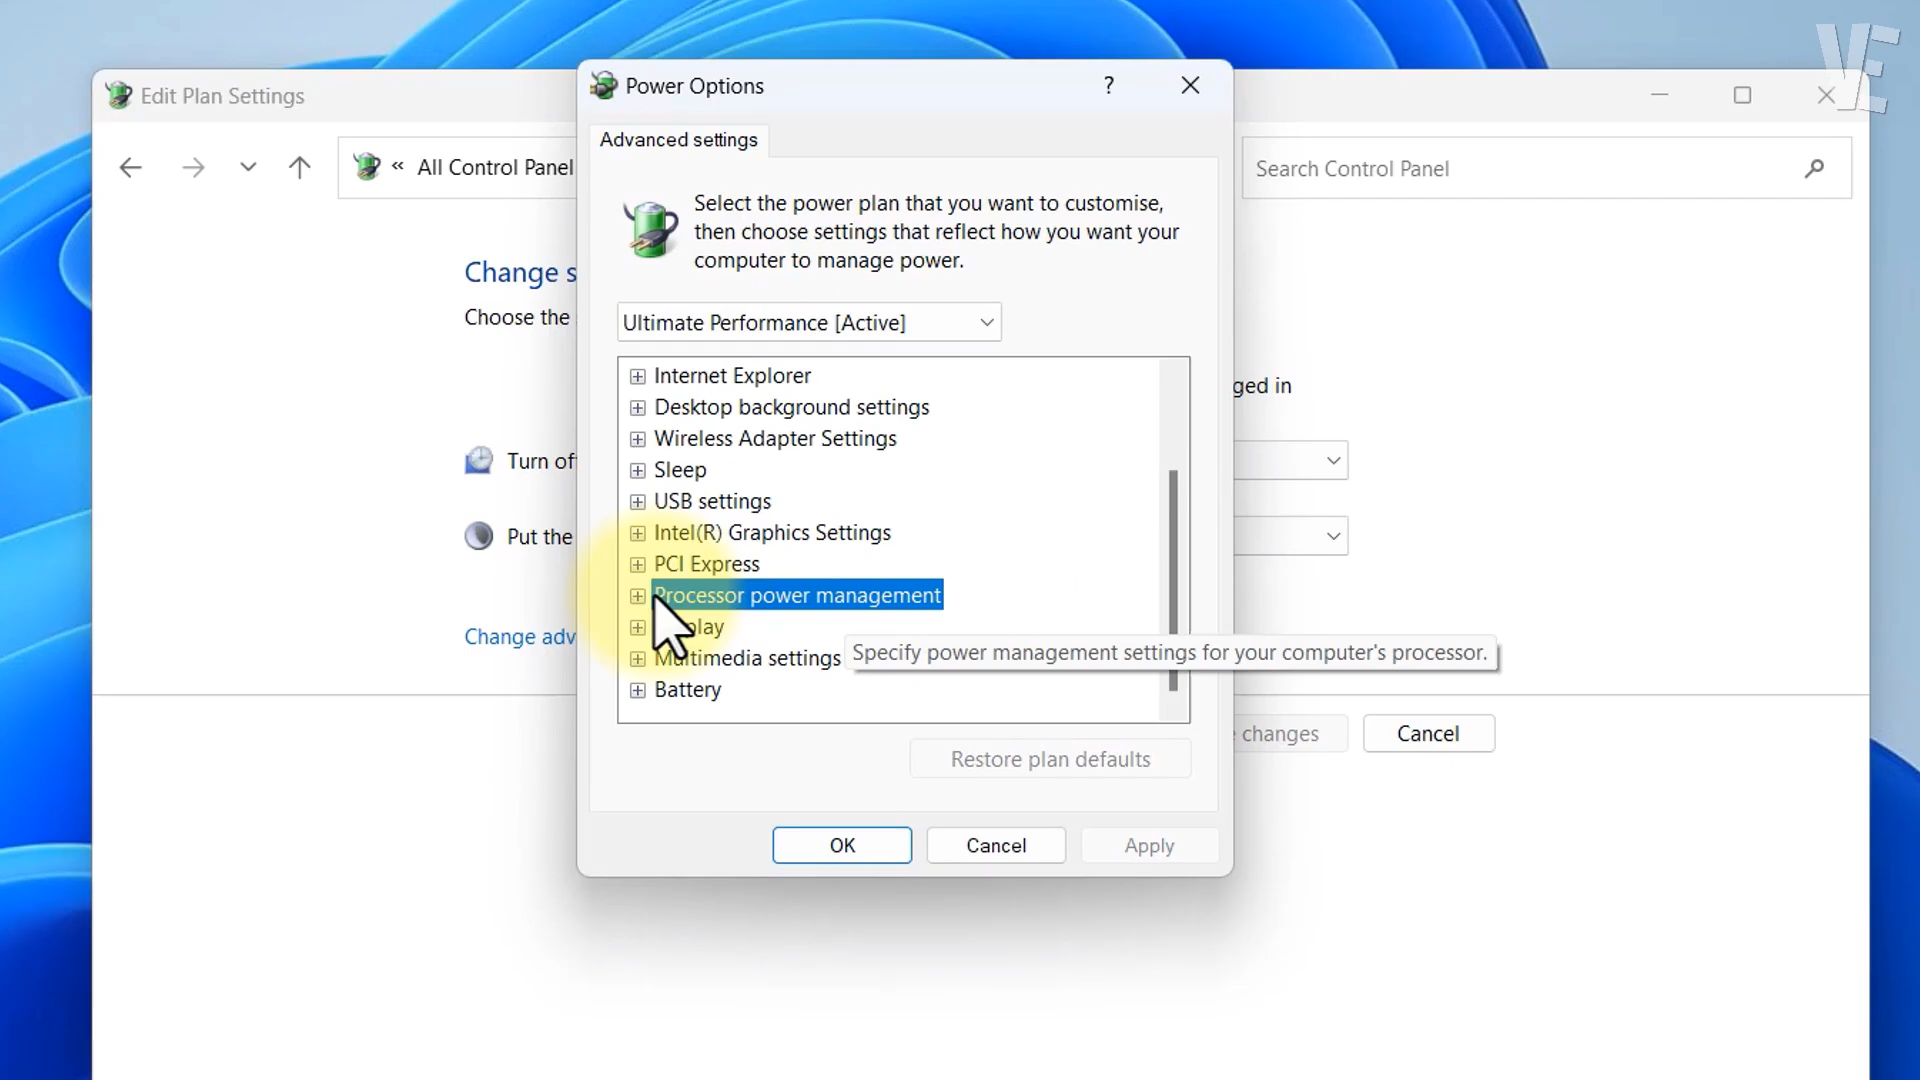 VE
Edit Plan Settings
Power Options
?
Advanced settings
« All Control Panel
Search Control Panel
Select the power plan that you want to customise,
then choose settings that reflect how you want your
computer to manage power.
Change s
Choose the
Ultimate Performance [Active]
Internet Explorer
Desktop background settings
Wireless Adapter Settings
Sleep
USB settings
Intel(R) Graphics Settings
PCI Express
Processor power management
play
Multimedia settings
Battery
ged in
Turn of
Put the
Change adv
Specify power management settings for your computer's processor.
Restore plan defaults
changes
Cancel
OK
Cancel
Apply